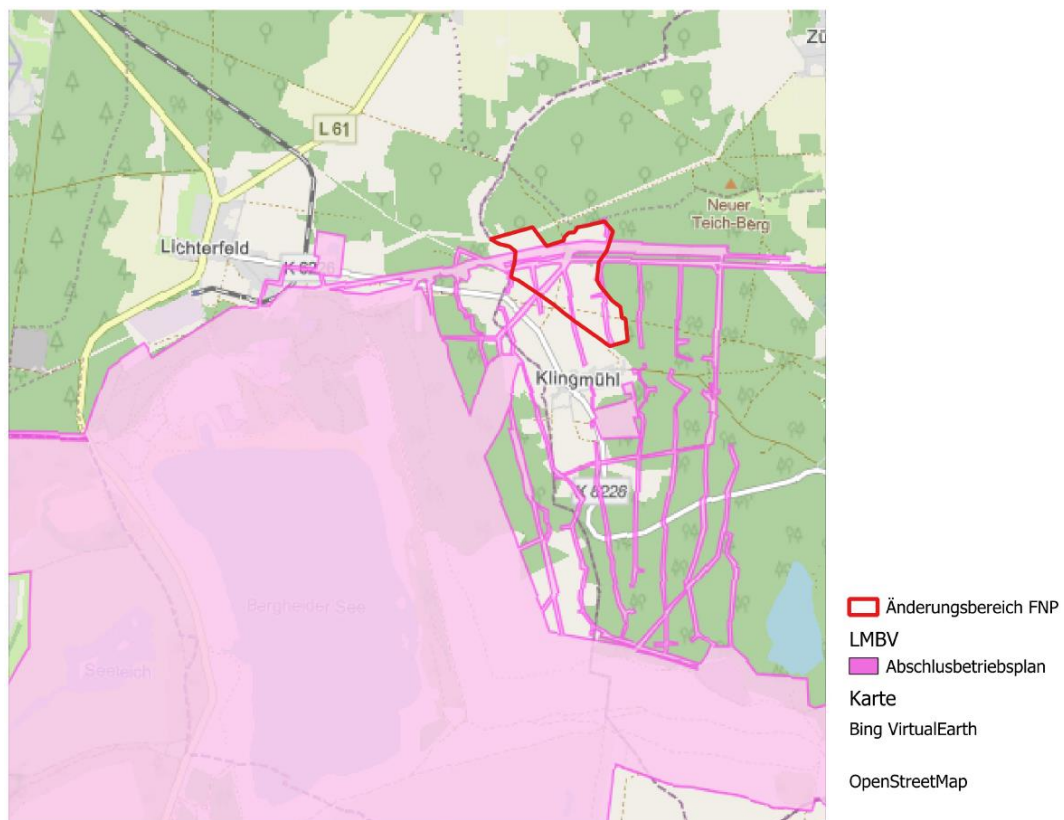 Zü
L 61
Neuer
Teich-Berg
Lichterfeld
K 6226
Klingmühl
K 6228
Bergheider See
Seeteich
Änderungsbereich FNP
LMBV
Abschlusbetriebsplan
Karte
Bing VirtualEarth
OpenStreetMap